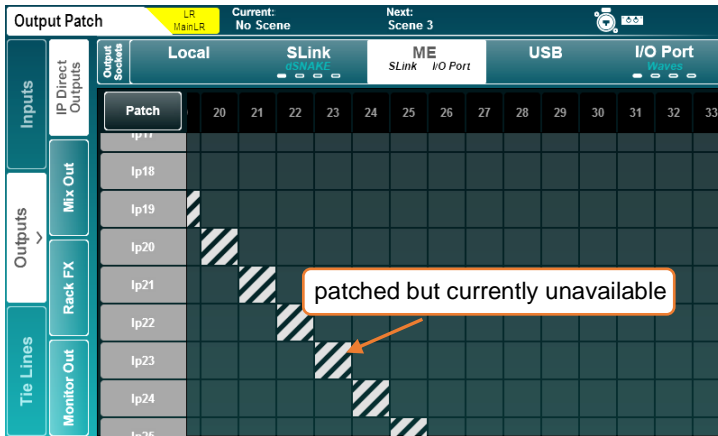 Output Patch
LR
MainLR
Current:
No Scene
Next:
Scene 3
Inputs
Outputs
Tie Lines
IP Direct
Outputs
Mix Out
Rack FX
Monitor Out
Output
Sockets
Local
SLink
dSNAKE
ME
SLink I/O Port
USB
I/O Port
Waves
Patch
20 21 22 23 24 25 26 27 28 29 30 31 32 33
Ip17
Ip18
Ip19
Ip20
Ip21
patched but currently unavailable
Ip22
Ip23
Ip24
Ip25